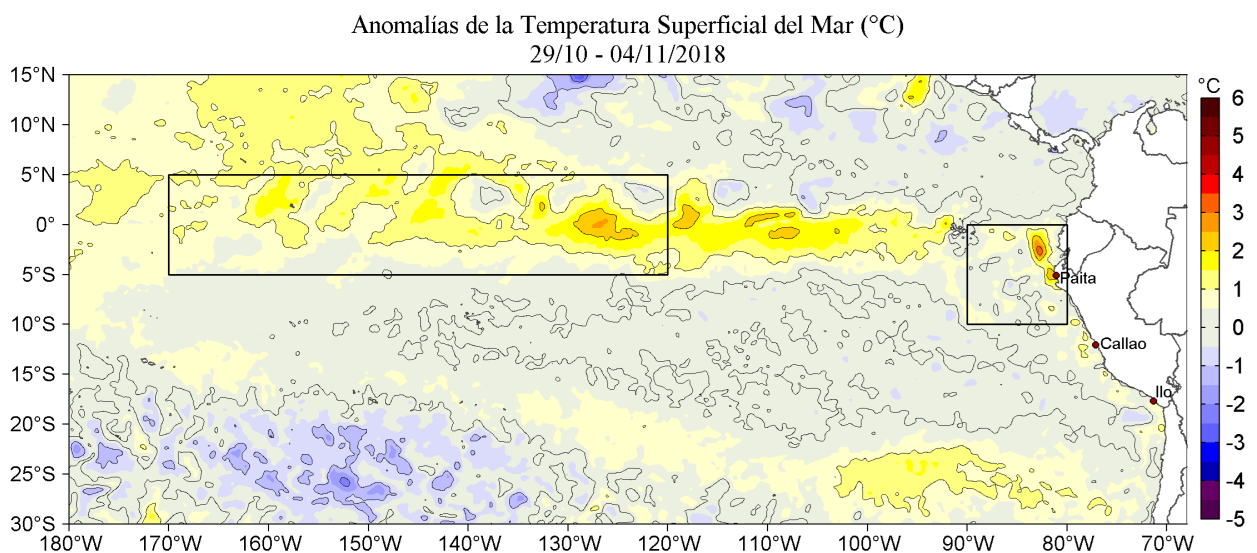 Anomalías de la Temperatura Superficial del Mar (°C)
29/10 - 04/11/2018
15°N
10°N
5°N
0°
5°S
10°S
15°S
20°S
25°S
30°S
180°W 170°W 160°W 150°W 140°W 130°W 120°W 110°W 100°W 90°W 80°W 70°W
Paita
Callao
Ilo
°C
6
5
4
3
2
1
0
-1
-2
-3
-4
-5